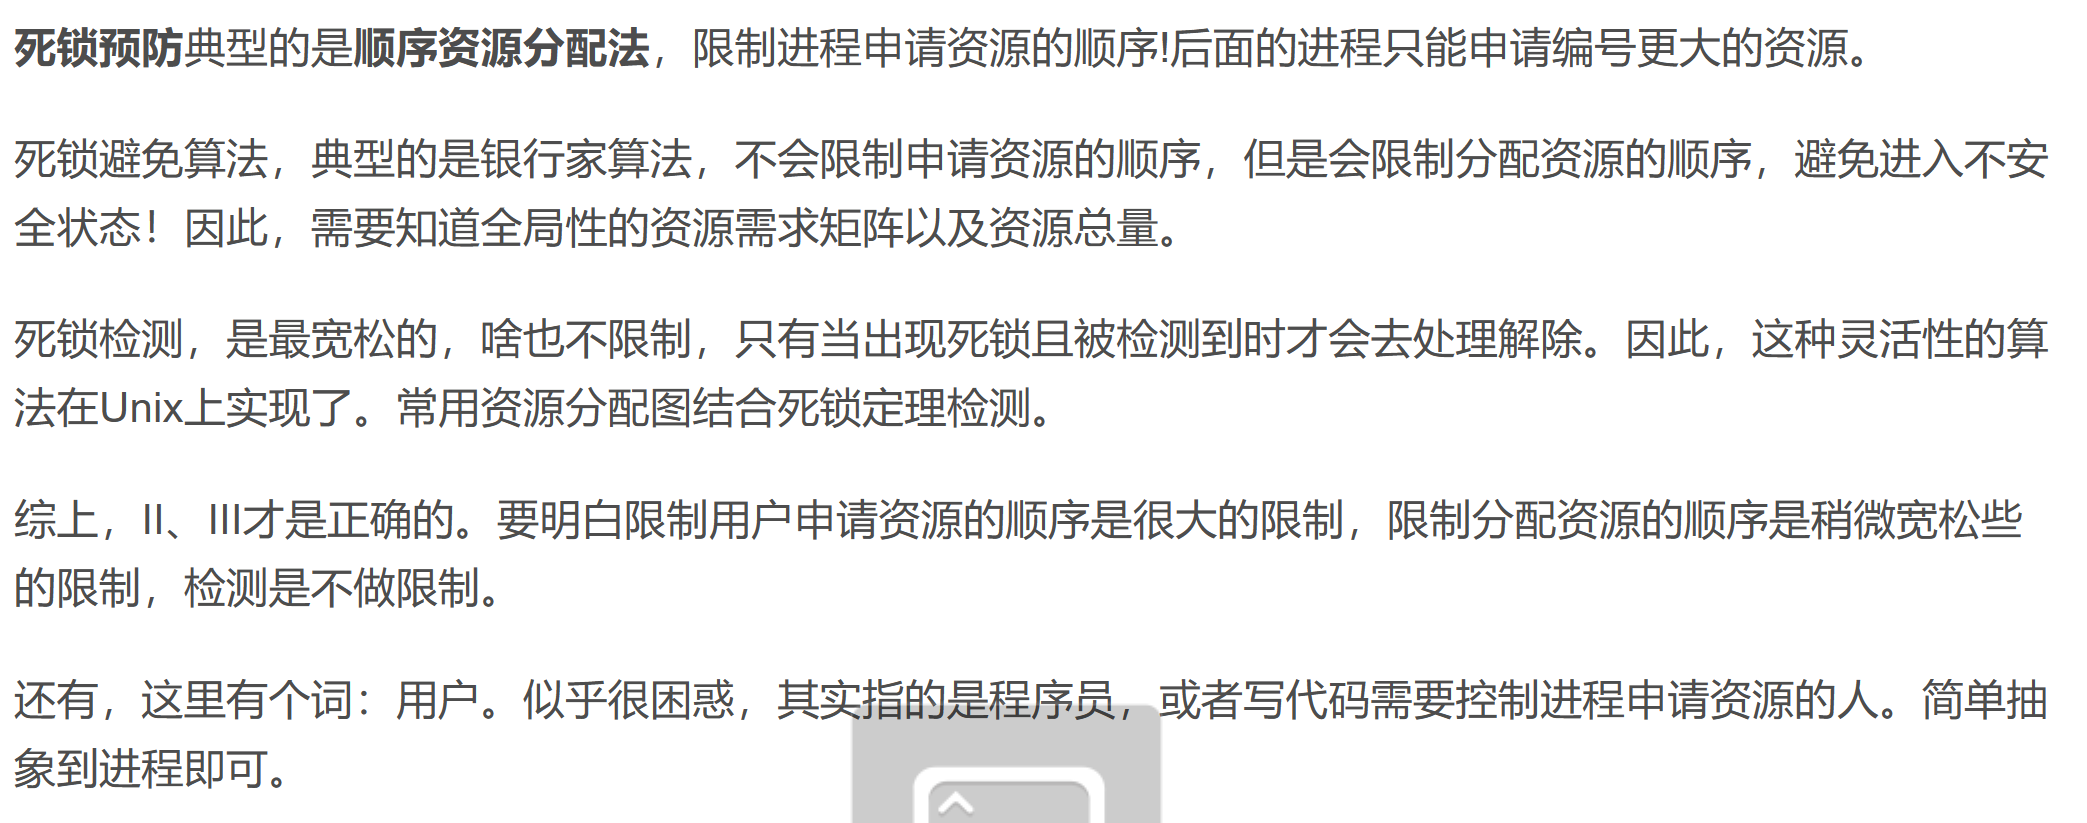 死锁预防典型的是顺序资源分配法，限制进程申请资源的顺序!后面的进程只能申请编号更大的资源。
死锁避免算法，典型的是银行家算法，不会限制申请资源的顺序，但是会限制分配资源的顺序，避免进入不安
全状态！因此，需要知道全局性的资源需求矩阵以及资源总量。
死锁检测，是最宽松的，啥也不限制，只有当出现死锁且被检测到时才会去处理解除。因此，这种灵活性的算
法在Unix上实现了。常用资源分配图结合死锁定理检测。
综上，II、III才是正确的。要明白限制用户申请资源的顺序是很大的限制，限制分配资源的顺序是稍微宽松些
的限制，检测是不做限制。
还有，这里有个词：用户。似乎很困惑，其实指的是程序员，或者写代码需要控制进程申请资源的人。简单抽
象到进程即可。